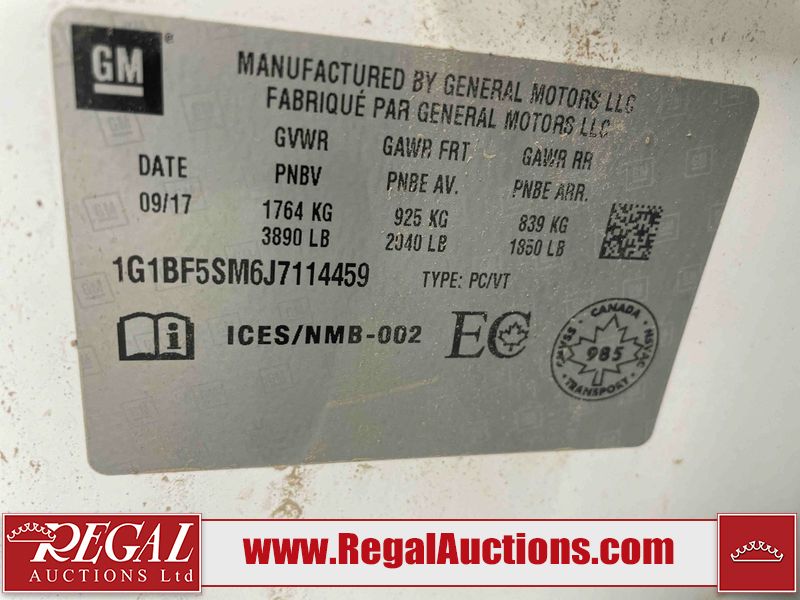 GM
MANUFACTURED BY GENERAL MOTORS LLC
FABRIQUÉ PAR GENERAL MOTORS LLC
DATE
09/17
GVWR
PNBV
1764 KG
3890 LB
GAWR FRT
PNBE AV.
925 KG
2040 LB
GAWR RR
PNBE ARR.
839 KG
1850 LB
1G1BF5SM6J7114459 TYPE: PC/VT
i ICES/NMB-002 EC
CANADA
CMVSS NSVAC
985
TRANSPORT
REGAL
AUCTIONS Ltd
www.RegalAuctions.com